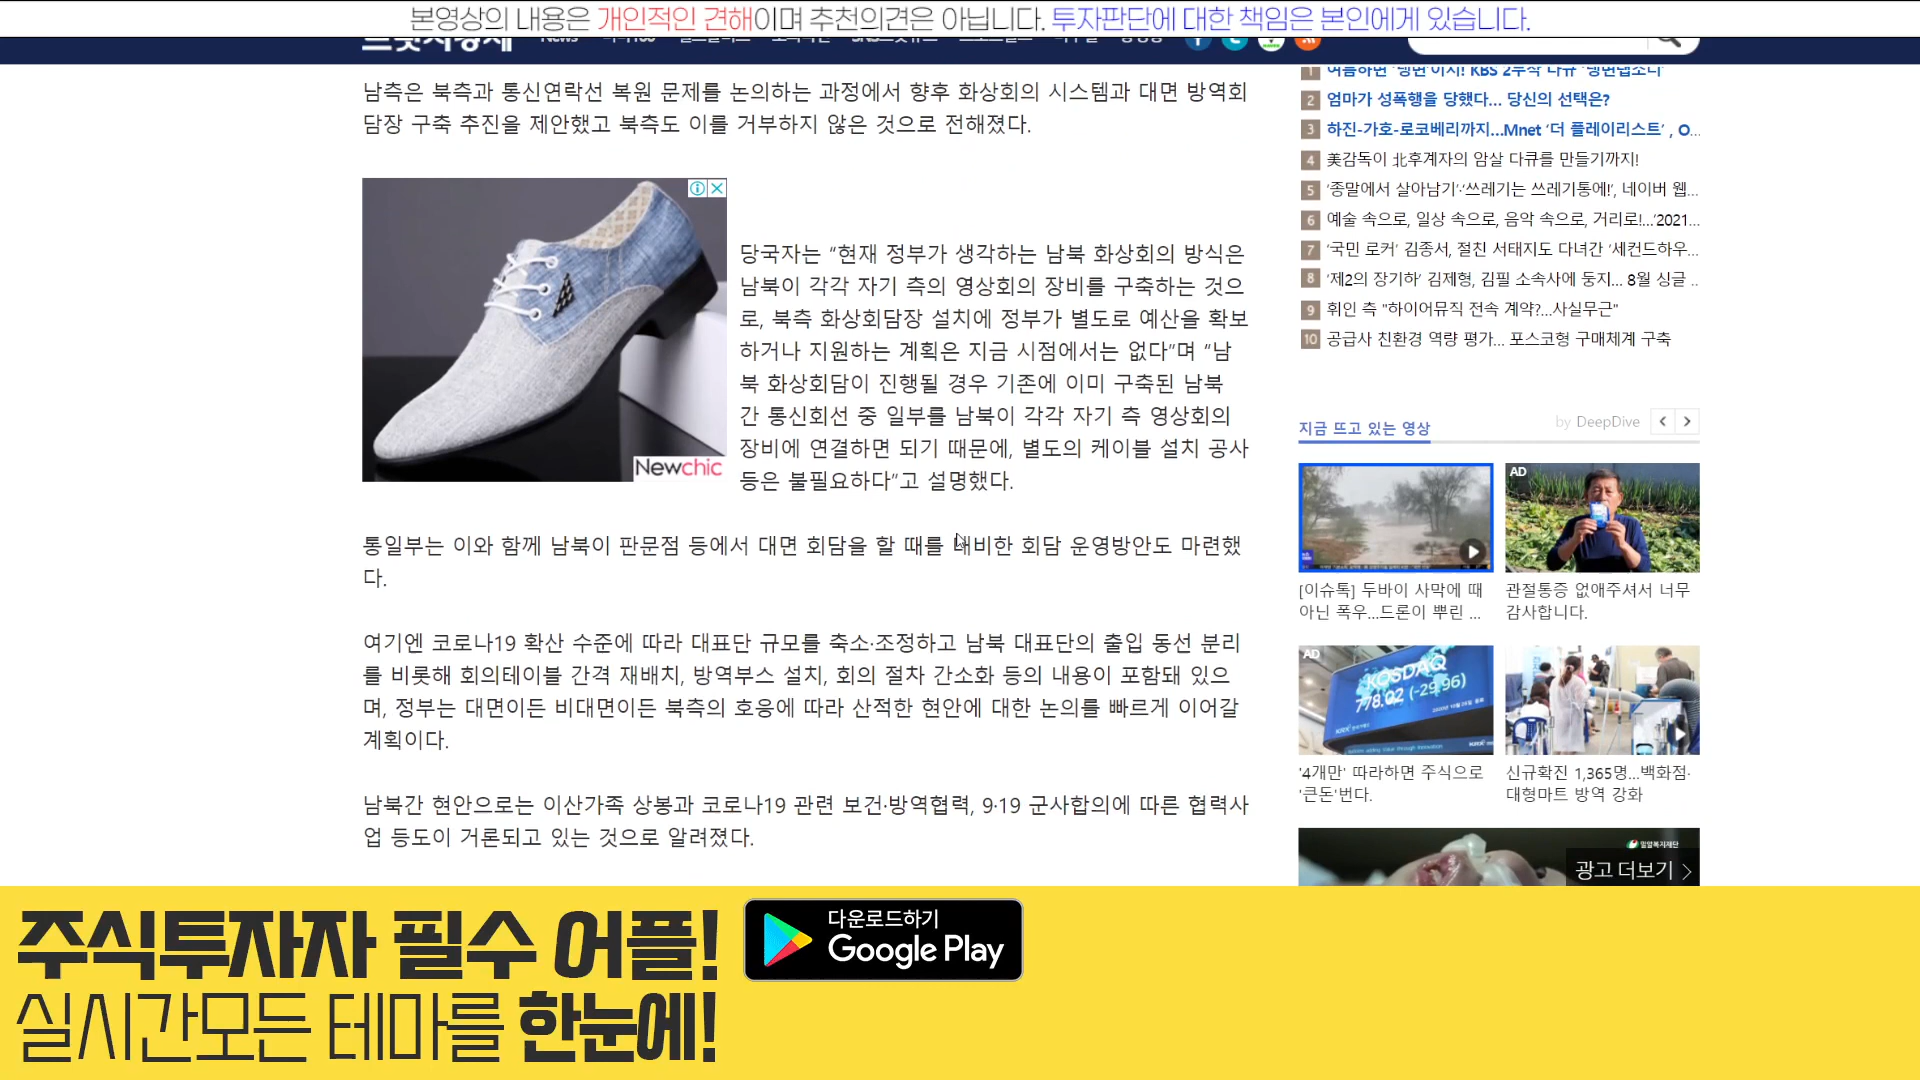 본영상의 내용은 개인적인 견해이며 추천의견은 아닙니다. 투자판단에 대한 책임은 본인에게 있습니다.
남측은 북측과 통신연락선 복원 문제를 논의하는 과정에서 향후 화상회의 시스템과 대면 방역회
담장 구축 추진을 제안했고 북측도 이를 거부하지 않은 것으로 전해졌다.
Newchic
당국자는 “현재 정부가 생각하는 남북 화상회의 방식은
남북이 각각 자기 측의 영상회의 장비를 구축하는 것으
로, 북측 화상회담장 설치에 정부가 별도로 예산을 확보
하거나 지원하는 계획은 지금 시점에서는 없다”며 “남
북 화상회담이 진행될 경우 기존에 이미 구축된 남북
간 통신회선 중 일부를 남북이 각각 자기 측 영상회의
장비에 연결하면 되기 때문에, 별도의 케이블 설치 공사
등은 불필요하다”고 설명했다.
통일부는 이와 함께 남북이 판문점 등에서 대면 회담을 할 때를 대비한 회담 운영방안도 마련했
다.
여기엔 코로나19 확산 수준에 따라 대표단 규모를 축소·조정하고 남북 대표단의 출입 동선 분리
를 비롯해 회의테이블 간격 재배치, 방역부스 설치, 회의 절차 간소화 등의 내용이 포함돼 있으
며, 정부는 대면이든 비대면이든 북측의 호응에 따라 산적한 현안에 대한 논의를 빠르게 이어갈
계획이다.
남북간 현안으로는 이산가족 상봉과 코로나19 관련 보건·방역협력, 9·19 군사합의에 따른 협력사
업 등도이 거론되고 있는 것으로 알려졌다.
1 여름하면 '냉면'이지! KBS 2부작 다큐 '냉면랩소디'
2 엄마가 성폭행을 당했다... 당신의 선택은?
3 하진-가호-로코베리까지...Mnet ‘더 플레이리스트’ , O...
4 美감독이 北후계자의 암살 다큐를 만들기까지!
5 '종말에서 살아남기'·'쓰레기는 쓰레기통에!', 네이버 웹...
6 예술 속으로, 일상 속으로, 음악 속으로, 거리로!...'2021...
7 '국민 로커' 김종서, 절친 서태지도 다녀간 '세컨드하우...
8 '제2의 장기하' 김제형, 김필 소속사에 둥지... 8월 싱글 ..
9 휘인 측 "하이어뮤직 전속 계약?...사실무근"
10 공급사 친환경 역량 평가... 포스코형 구매체계 구축
지금 뜨고 있는 영상
by DeepDive
AD
[이슈톡] 두바이 사막에 때
아닌 폭우...드론이 뿌린 ...
관절통증 없애주셔서 너무
감사합니다.
AD
KOSDAQ
778.02 (-29.96)
'4개만' 따라하면 주식으로
'큰돈'번다.
신규확진 1,365명...백화점·
대형마트 방역 강화
밀알복지재단
광고 더보기
주식투자자 필수 어플!
실시간모든 테마를 한눈에!
다운로드하기
Google Play